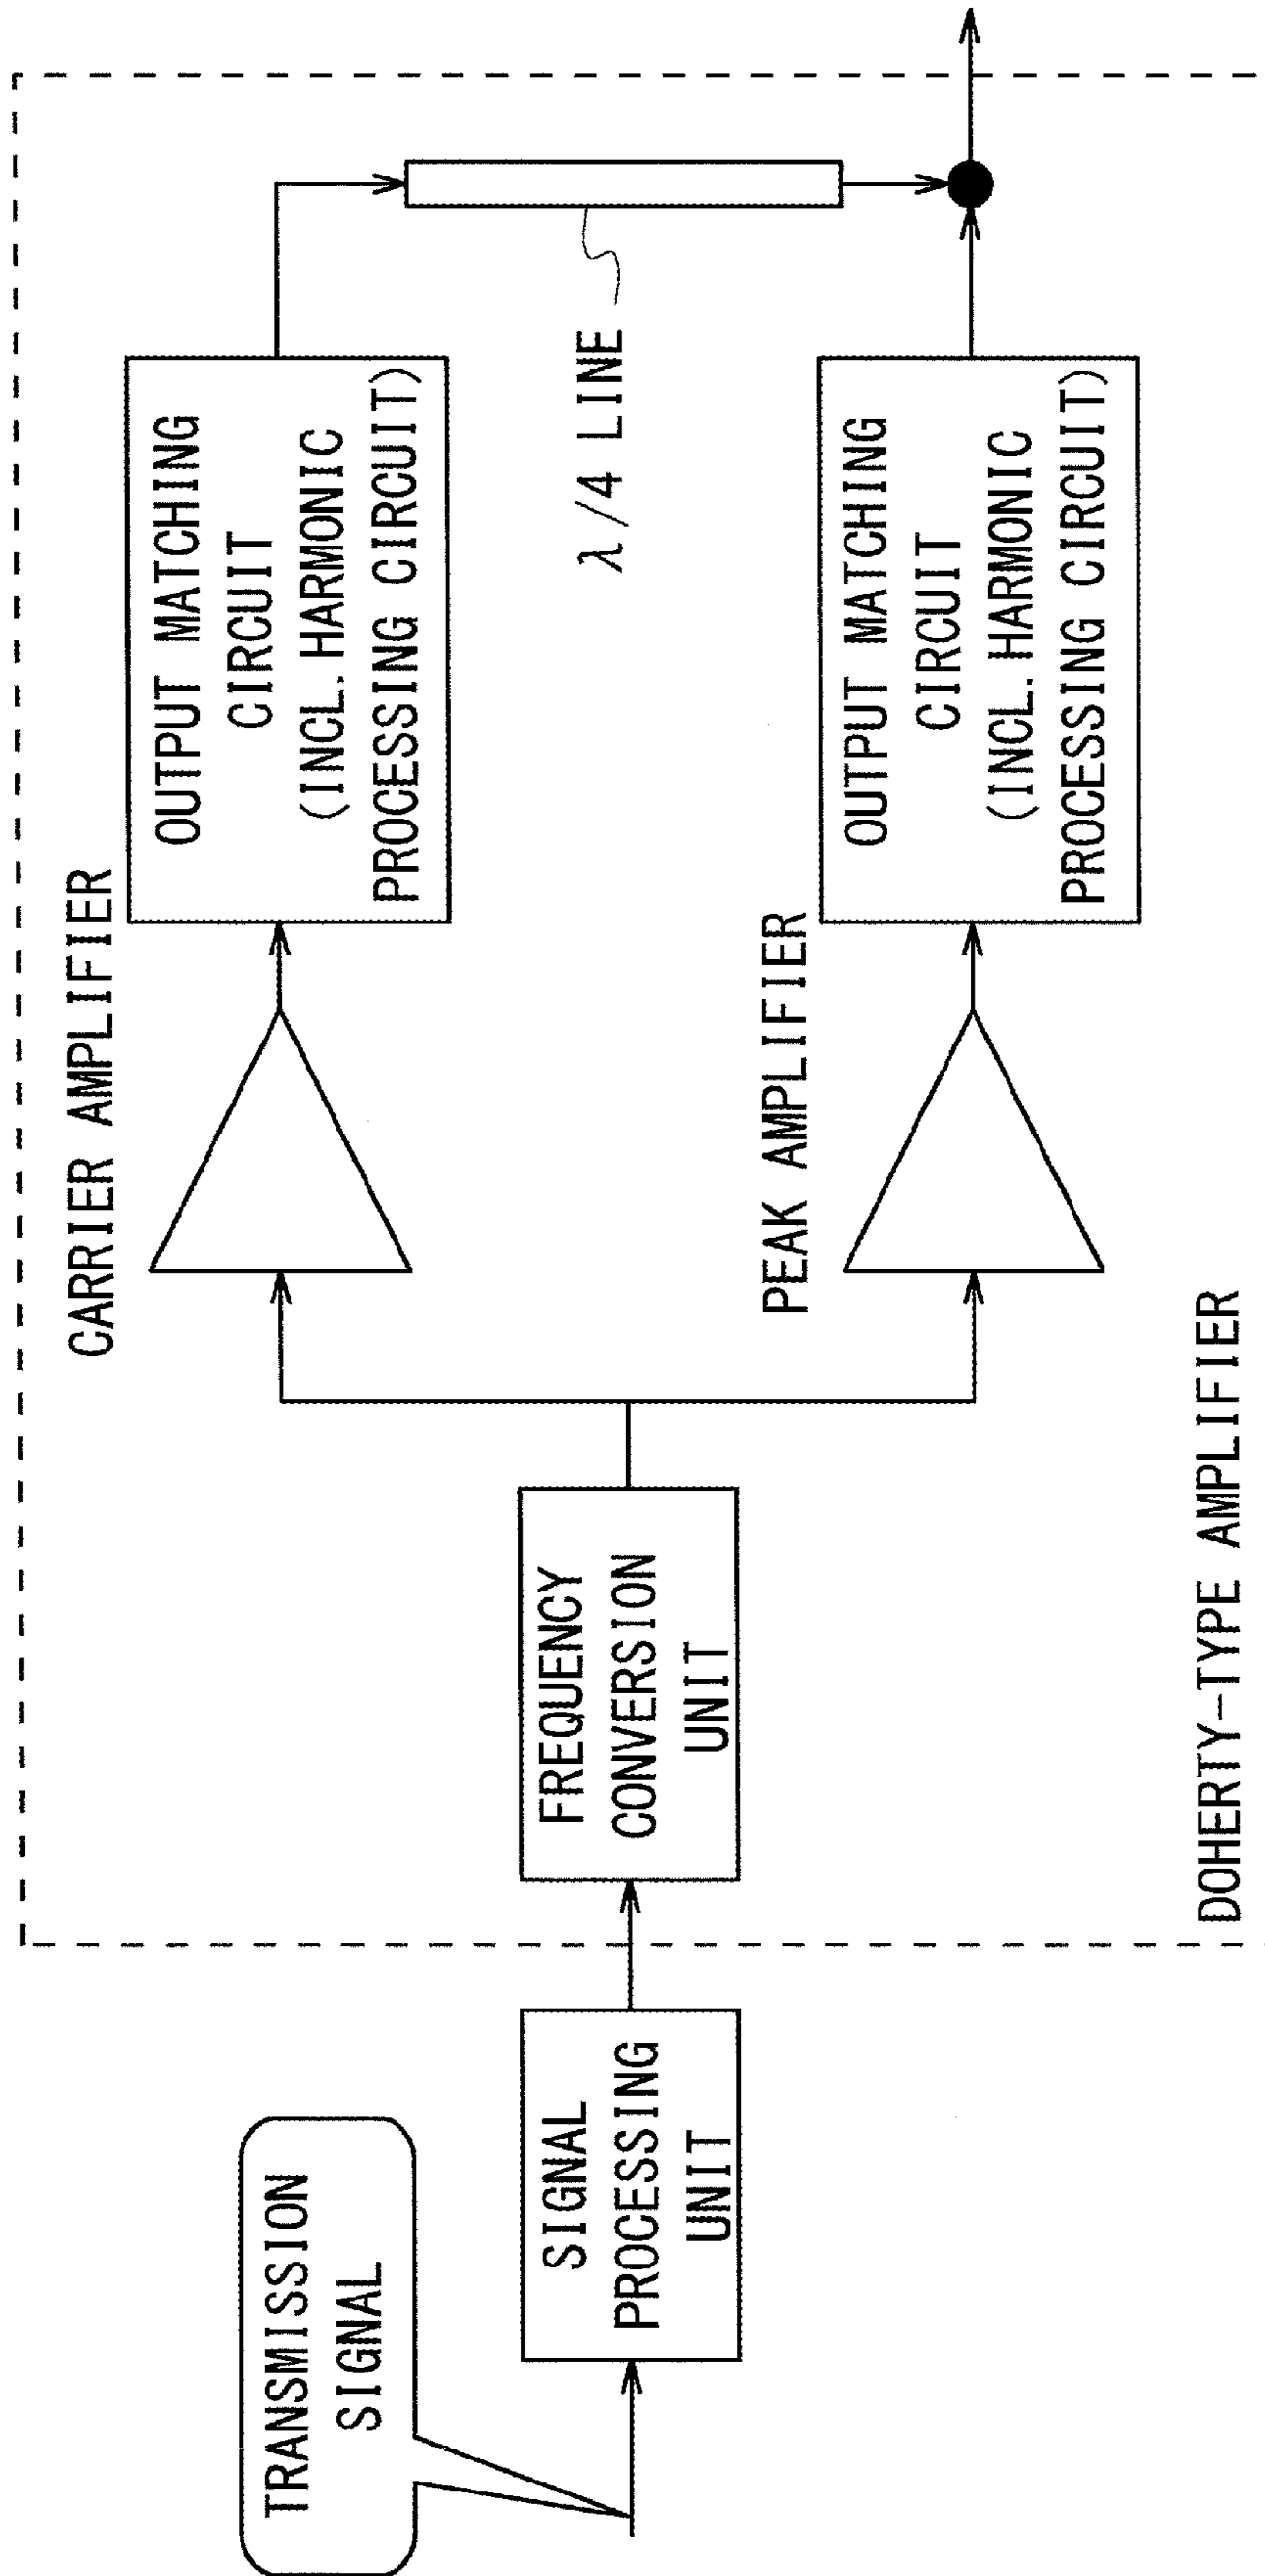 TRANSMISSION
SIGNAL
SIGNAL
PROCESSING
UNIT
FREQUENCY
CONVERSION
UNIT
CARRIER AMPLIFIER
OUTPUT MATCHING
CIRCUIT
(INCL.HARMONIC
PROCESSING CIRCUIT)
λ/4 LINE
PEAK AMPLIFIER
OUTPUT MATCHING
CIRCUIT
(INCL.HARMONIC
PROCESSING CIRCUIT)
DOHERTY-TYPE AMPLIFIER